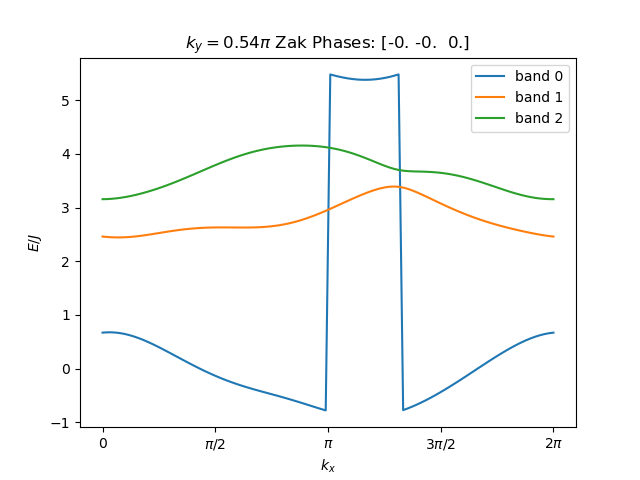 k_y = 0.54π Zak Phases: [-0. -0.  0.]
band 0
band 1
band 2
5
4
3
2
1
0
−1
E/J
0
π/2
π
3π/2
2π
k_x